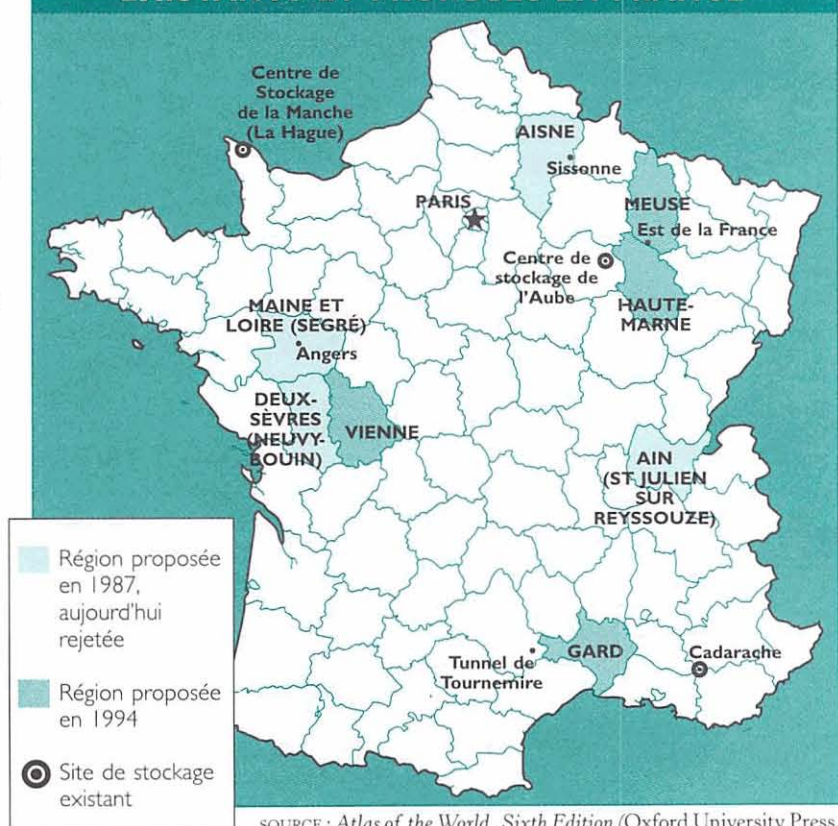 Centre de
Stockage
de la Manche
(La Hague)
AISNE
Sissonne
PARIS
MEUSE
Est de la France
Centre de
stockage de
l'Aube
HAUTE-
MARNE
MAINE ET
LOIRE (SEGRÉ)
Angers
DEUX-
SÈVRES
(NEUVY-
BOUIN)
VIENNE
AIN
(ST JULIEN
SUR
REYSSOUZE)
Tunnel de
Tournemire
GARD
Cadarache
Région proposée
en 1987,
aujourd'hui
rejetée
Région proposée
en 1994
Site de stockage
existant
SOURCE : Atlas of the World, Sixth Edition (Oxford University Press